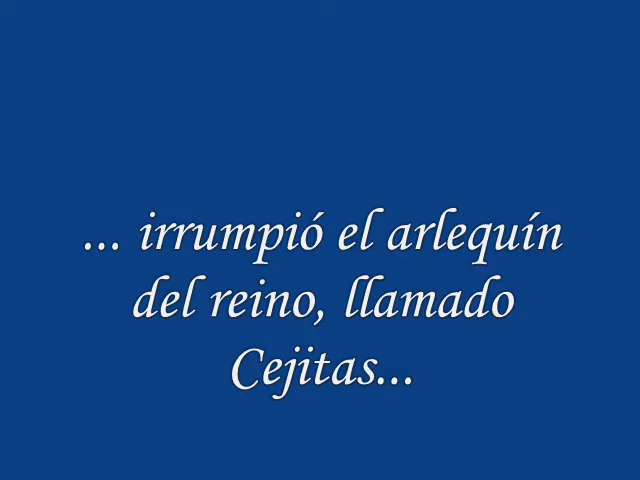 ... irrumpió el arlequín
del reino, llamado
Cejitas...